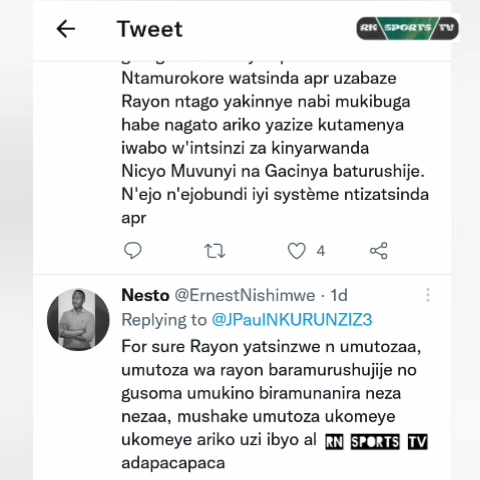 Tweet
RN SPORTS TV
Ntamurokore watsinda apr uzabaze
Rayon ntago yakinnye nabi mukibuga
habe nagato ariko yazize kutamenya
iwabo w'intsinzi za kinyarwanda
Nicyo Muvunyi na Gacinya baturushije.
N'ejo n'ejobundi iyi système ntizatsinda
apr
4
Nesto @ErnestNishimwe · 1d
Replying to @JPaulNKURUNZIZ3
For sure Rayon yatsinzwe n umutozaa,
umutoza wa rayon baramurushujije no
gusoma umukino biramunanira neza
nezaa, mushake umutoza ukomeye
ukomeye ariko uzi ibyo al RN SPORTS TV
adapacapaca